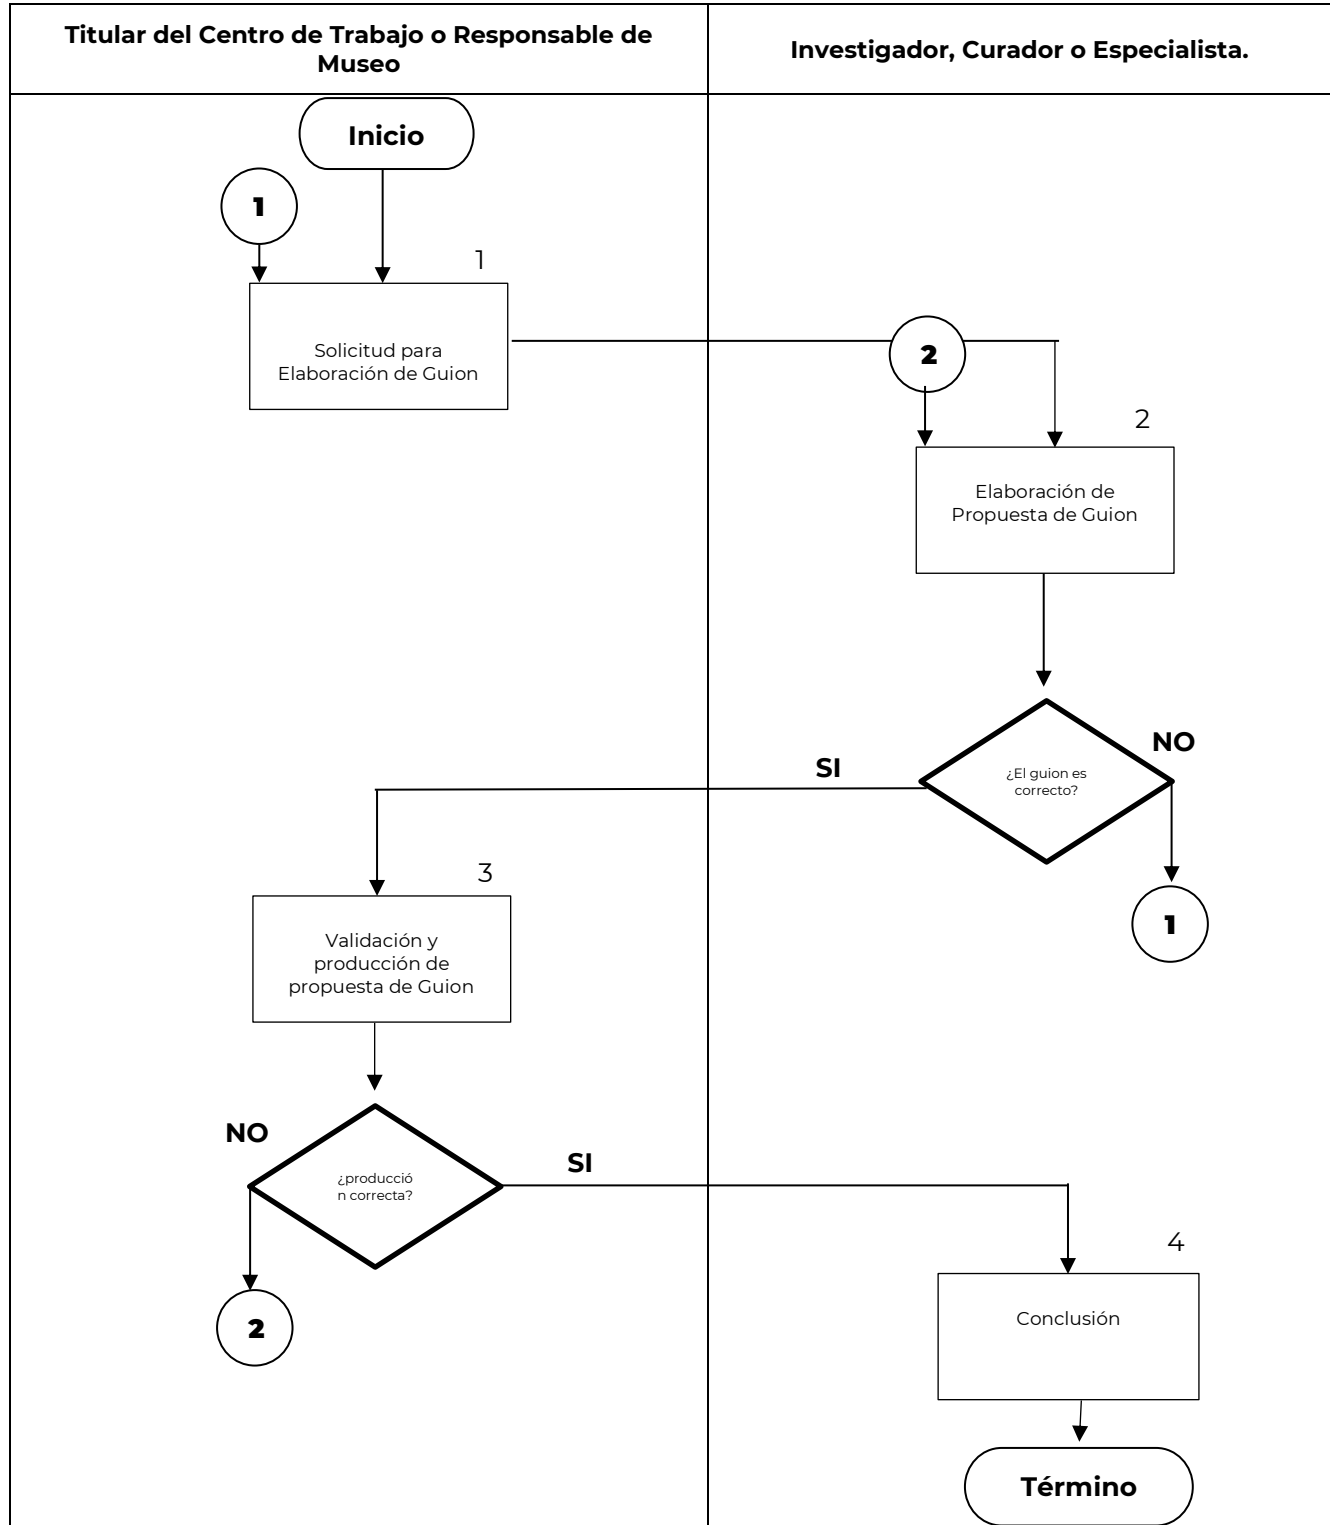 Titular del Centro de Trabajo o Responsable de
Museo
Investigador, Curador o Especialista.
Inicio
1
1
Solicitud para
Elaboración de Guion
2
2
Elaboración de
Propuesta de Guion
¿El guion es
correcto?
NO
SI
1
3
Validación y
producción de
propuesta de Guion
NO
¿producció
n correcta?
SI
2
4
Conclusión
Término